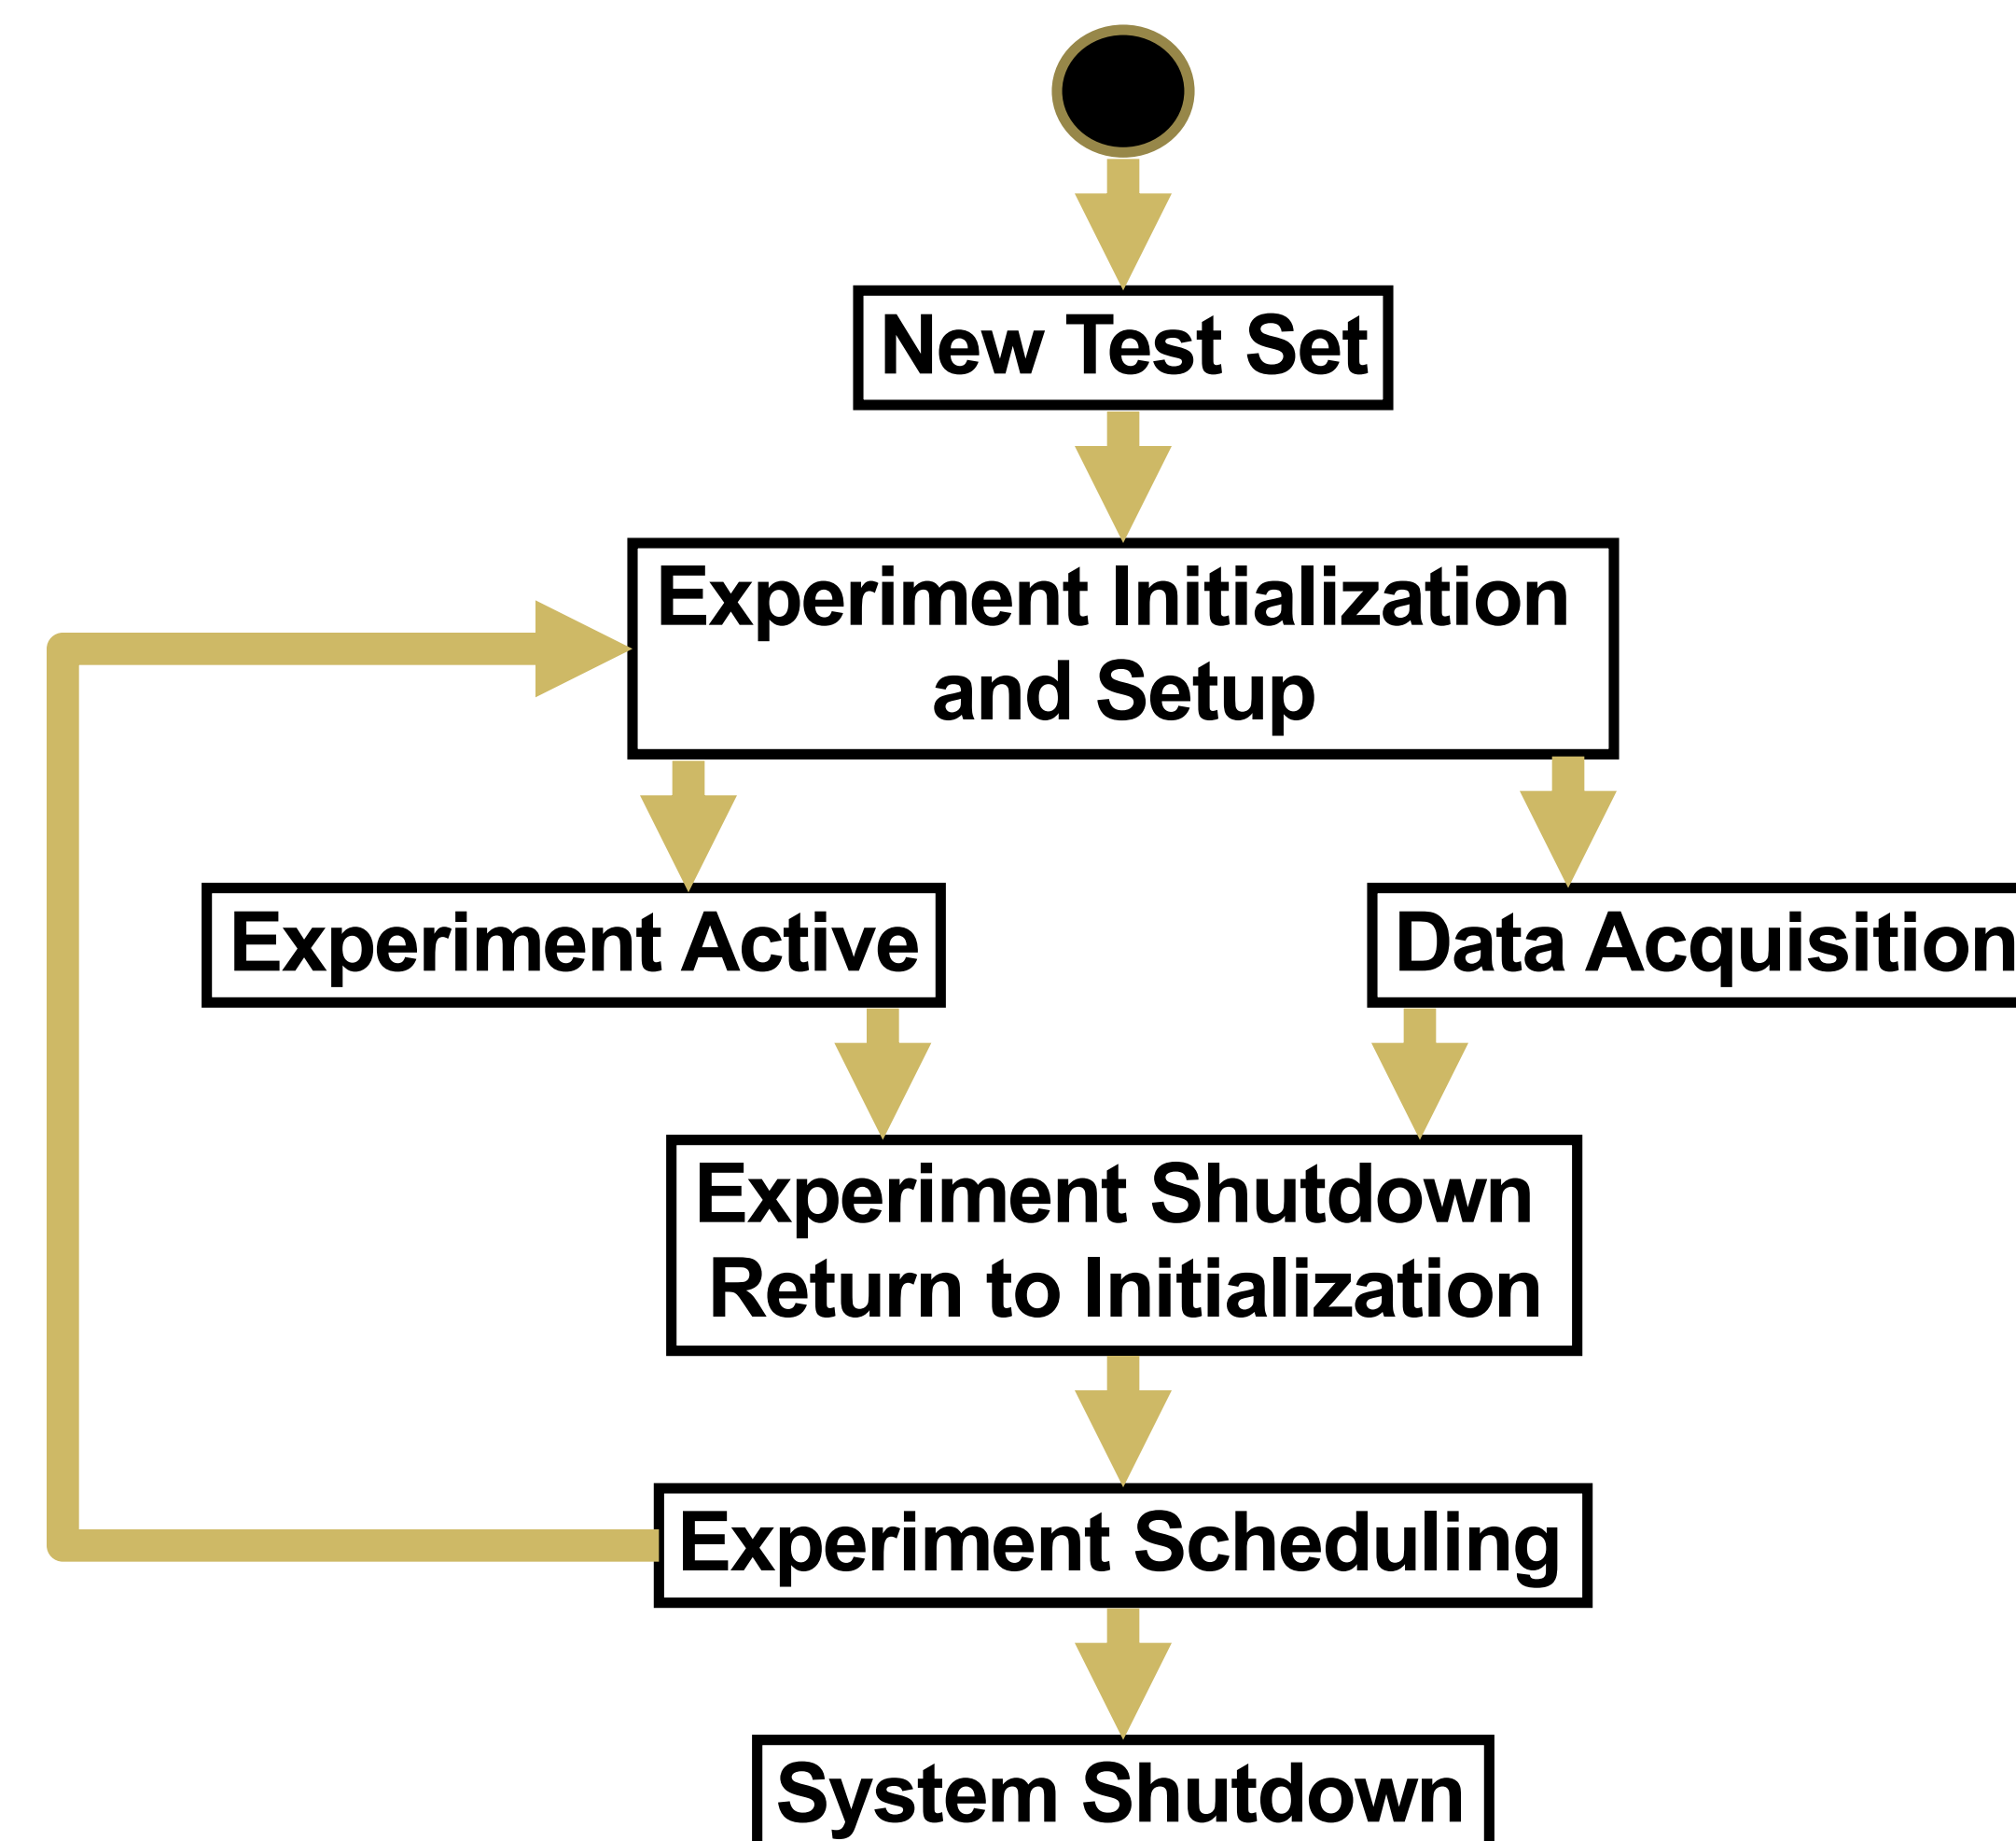 New Test Set
Experiment Initialization
and Setup
Experiment Active
Data Acquisition
Experiment Shutdown
Return to Initialization
Experiment Scheduling
System Shutdown